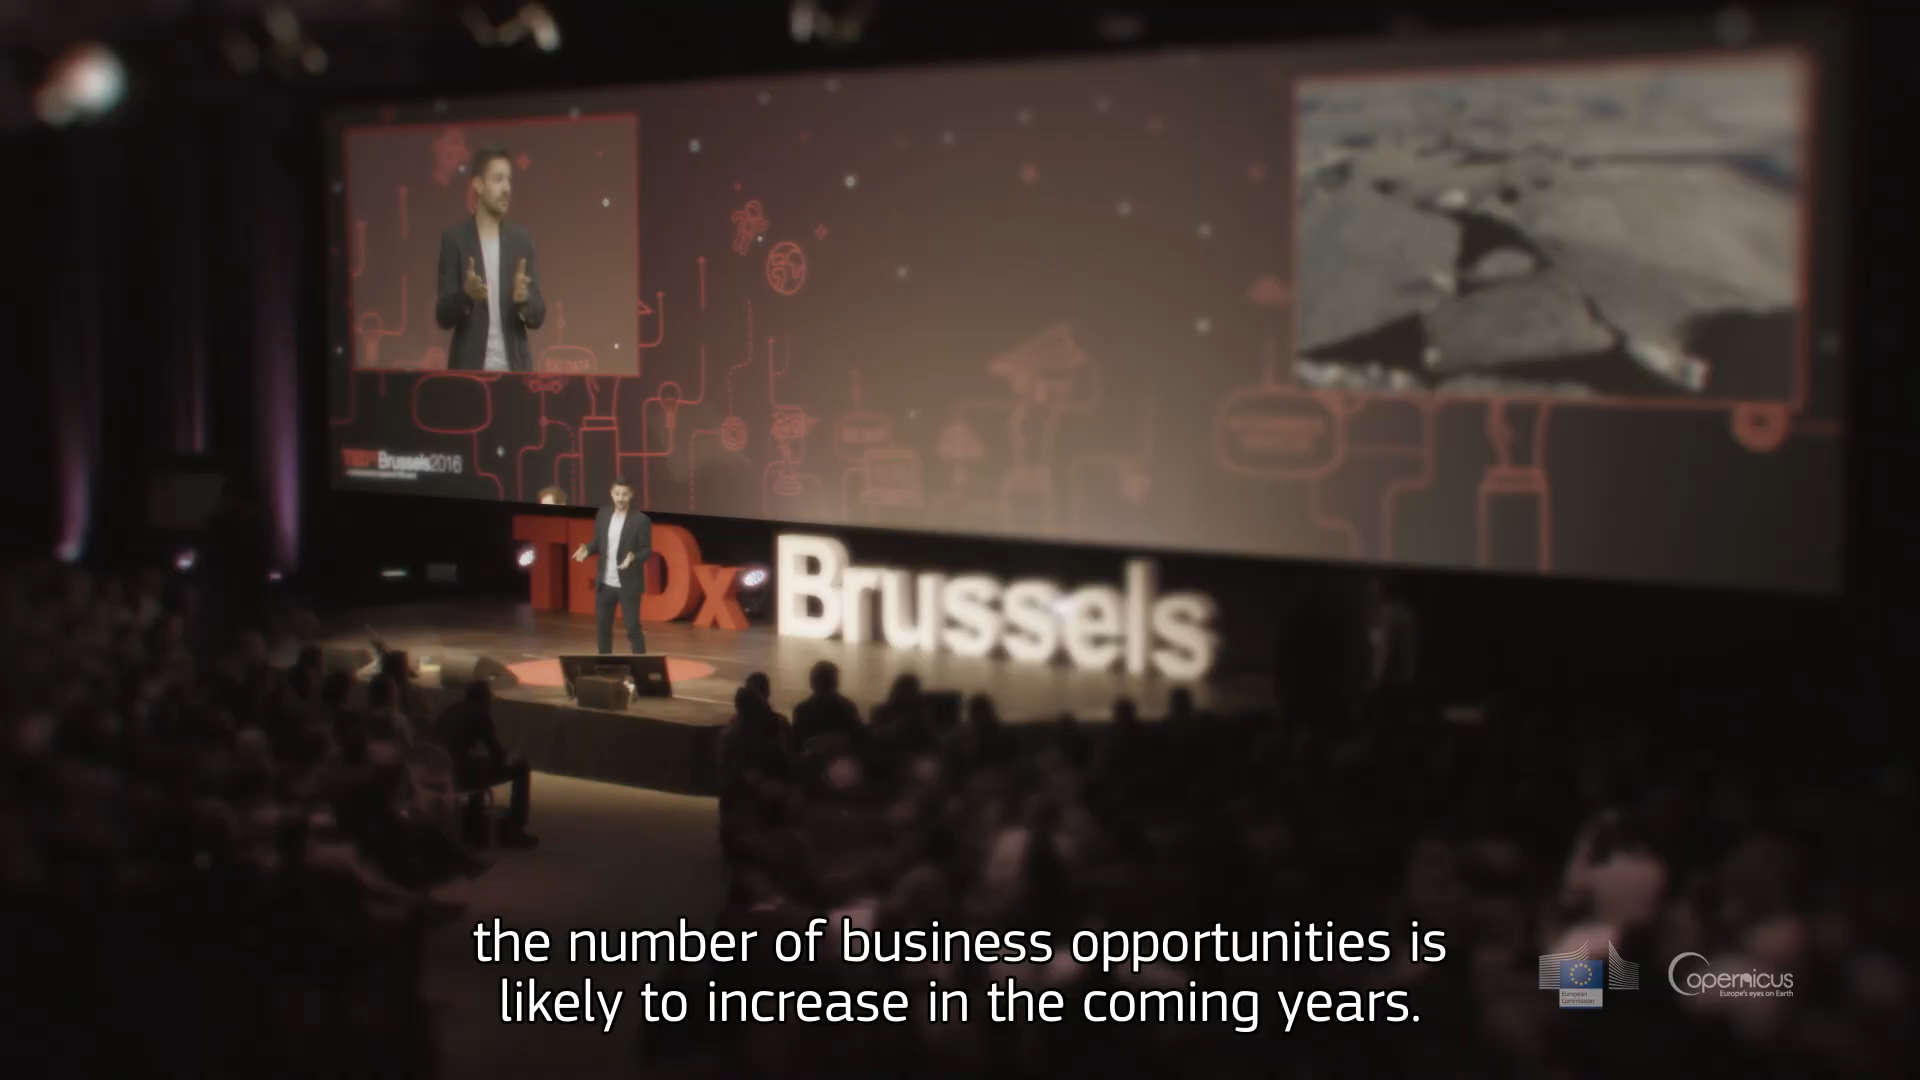 TEDxBrussels2016
TEDx Brussels
the number of business opportunities is
likely to increase in the coming years.
European
Commission
Copernicus
Europe's eyes on Earth